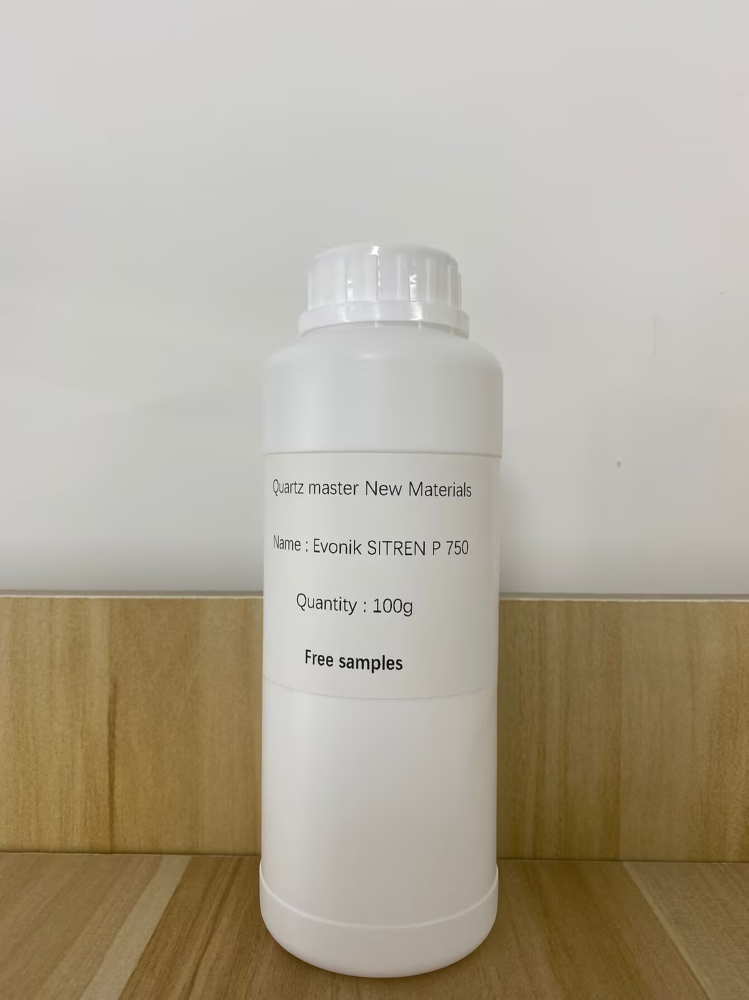 Quartz master New Materials
Name : Evonik SITREN P 750
Quantity : 100g
Free samples